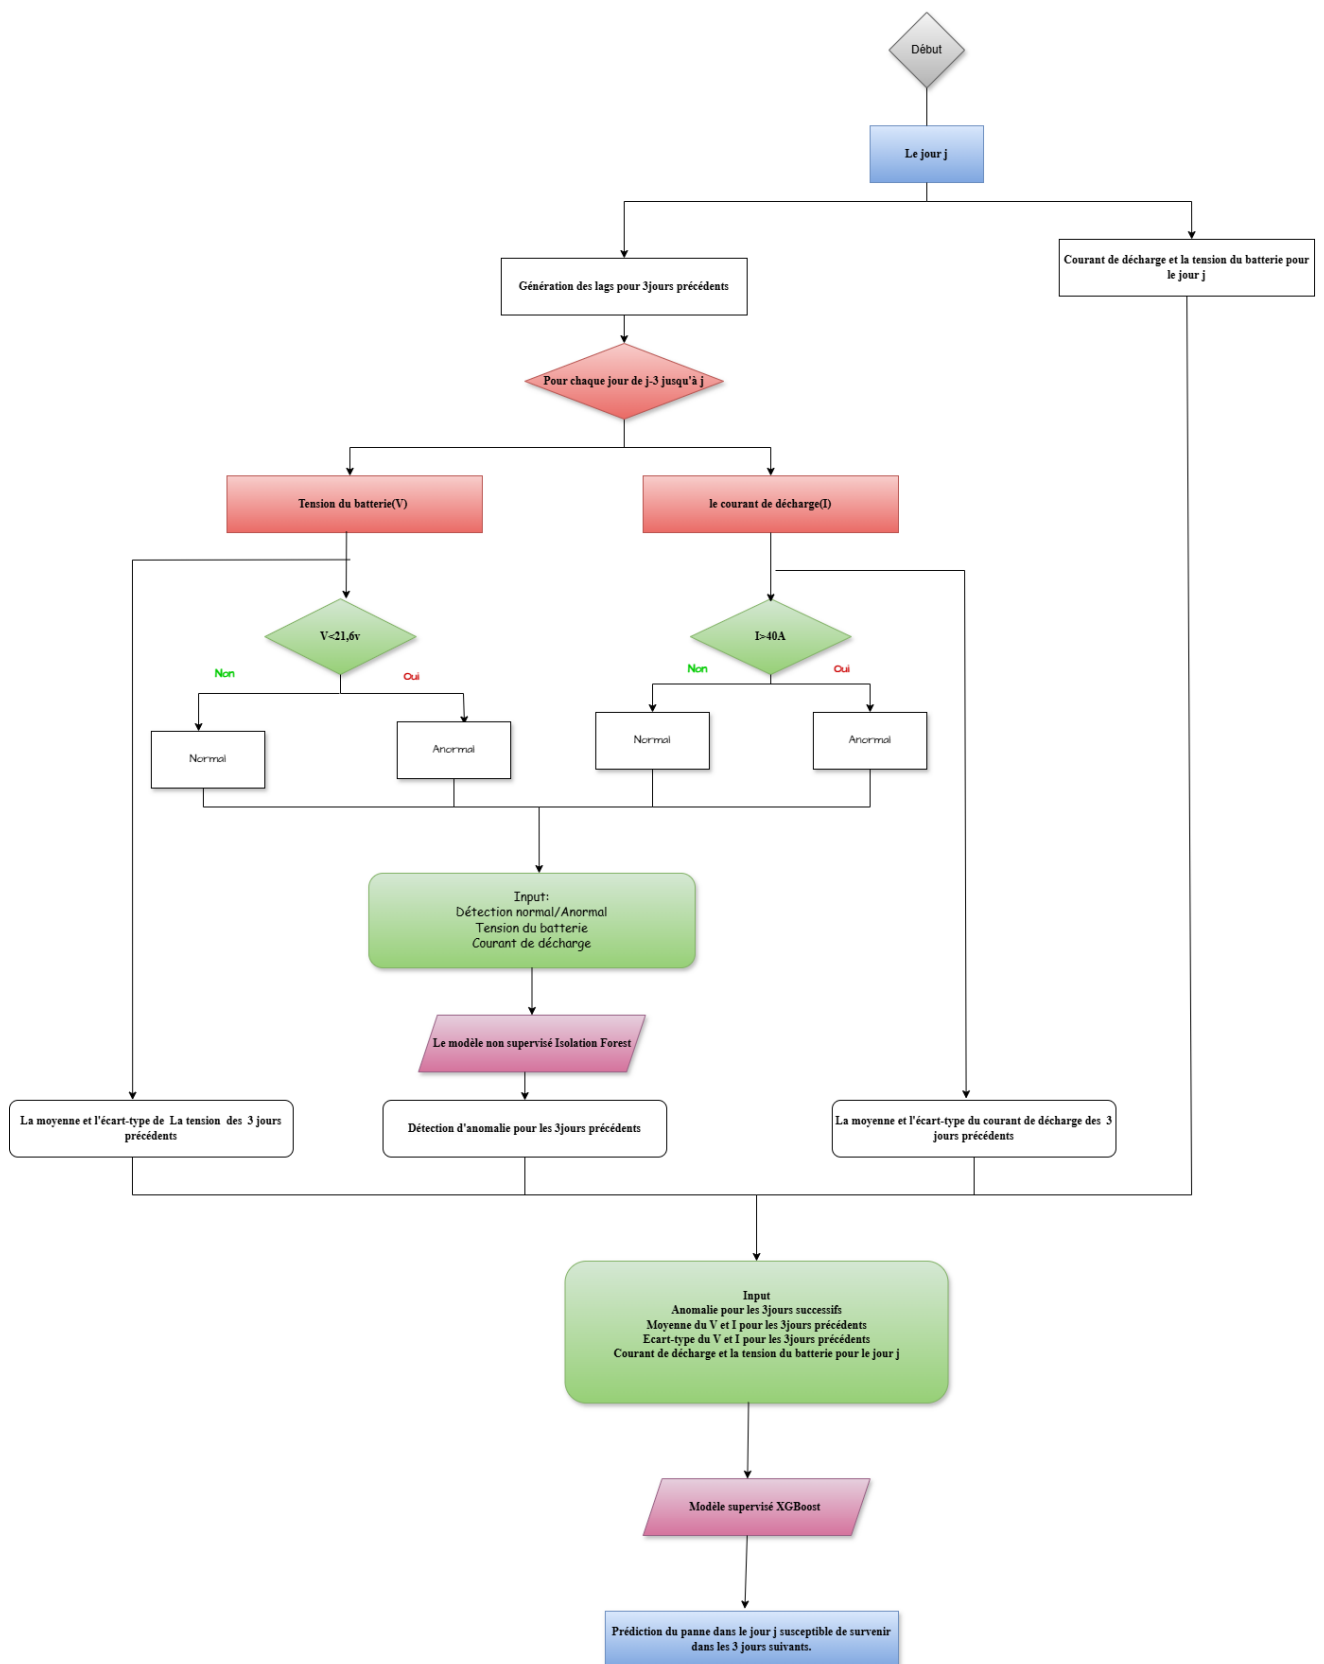 Début
Le jour j
Courant de décharge et la tension du batterie pour
le jour j
Génération des lags pour 3jours précédents
Pour chaque jour de j-3 jusqu'à j
Tension du batterie(V)
le courant de décharge(I)
V<21,6v
I>40A
Non
Oui
Non
Oui
Normal
Anormal
Normal
Anormal
Input:
Détection normal/Anormal
Tension du batterie
Courant de décharge
Le modèle non supervisé Isolation Forest
La moyenne et l'écart-type de La tension des 3 jours
précédents
Détection d'anomalie pour les 3jours précédents
La moyenne et l'écart-type du courant de décharge des 3
jours précédents
Input
Anomalie pour les 3jours successifs
Moyenne du V et I pour les 3jours précédents
Ecart-type du V et I pour les 3jours précédents
Courant de décharge et la tension du batterie pour le jour j
Modèle supervisé XGBoost
Prédiction du panne dans le jour j susceptible de survenir
dans les 3 jours suivants.